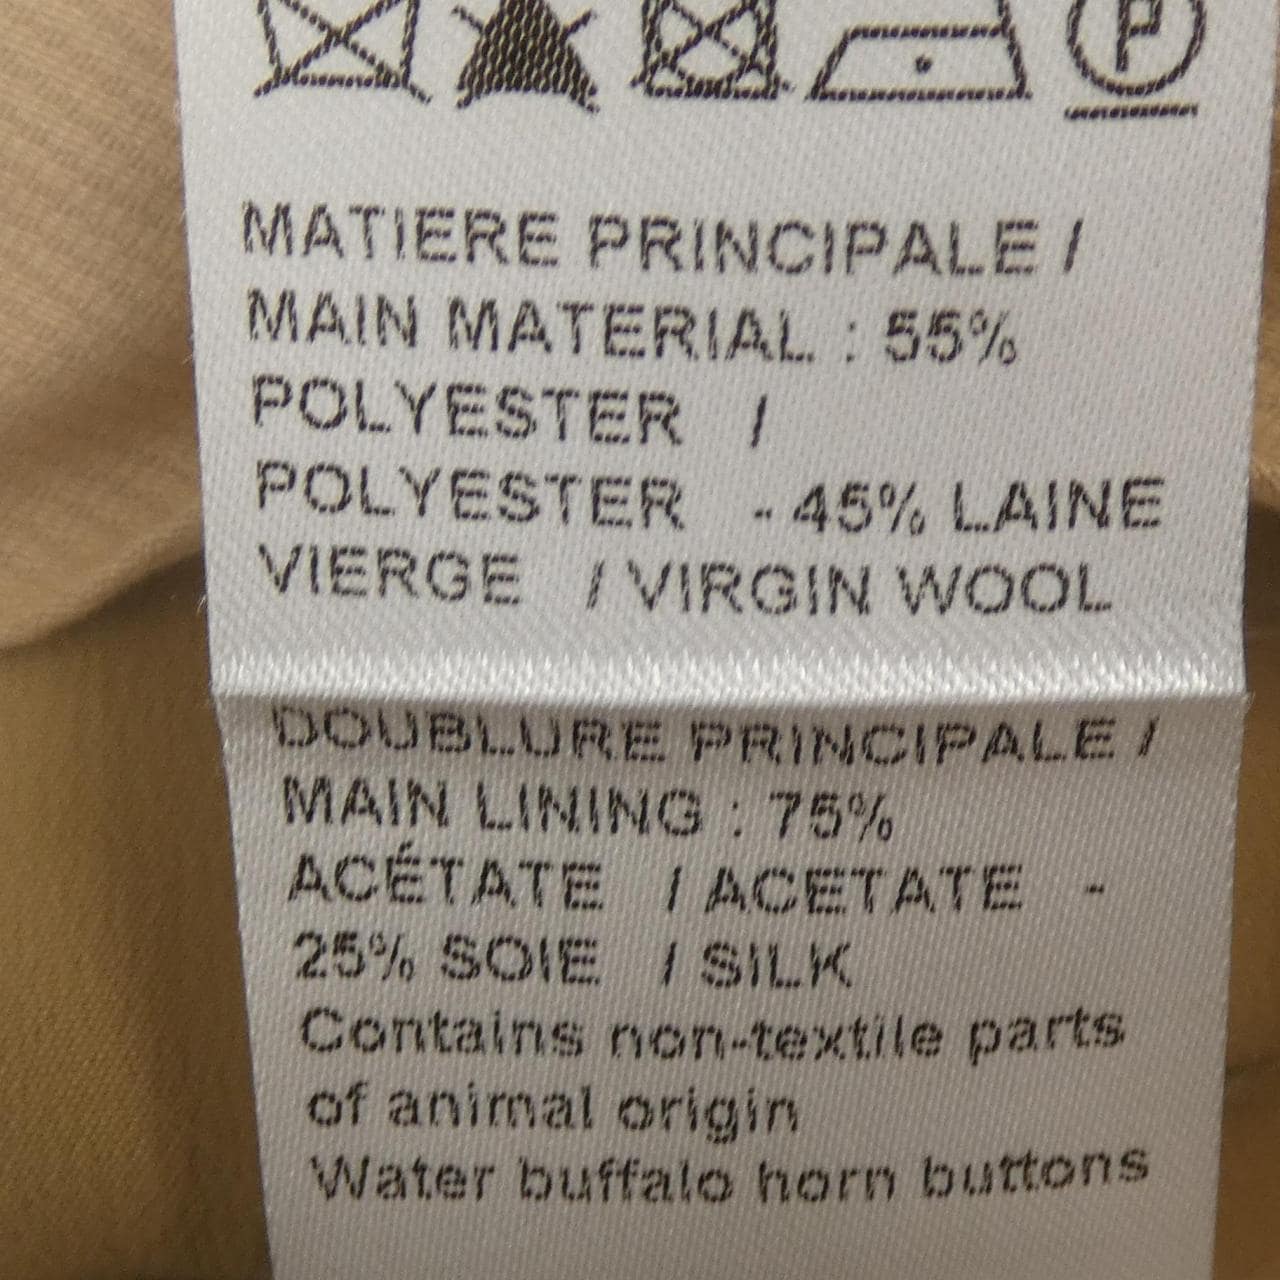 P
MATIERE PRINCIPALE /
MAIN MATERIAL : 55%
POLYESTER /
POLYESTER - 45% LAINE
VIERGE / VIRGIN WOOL
DOUBLURE PRINCIPALE /
MAIN LINING : 75%
ACÉTATE / ACETATE -
25% SOIE / SILK
Contains non-textile parts
of animal origin
Water buffalo horn buttons